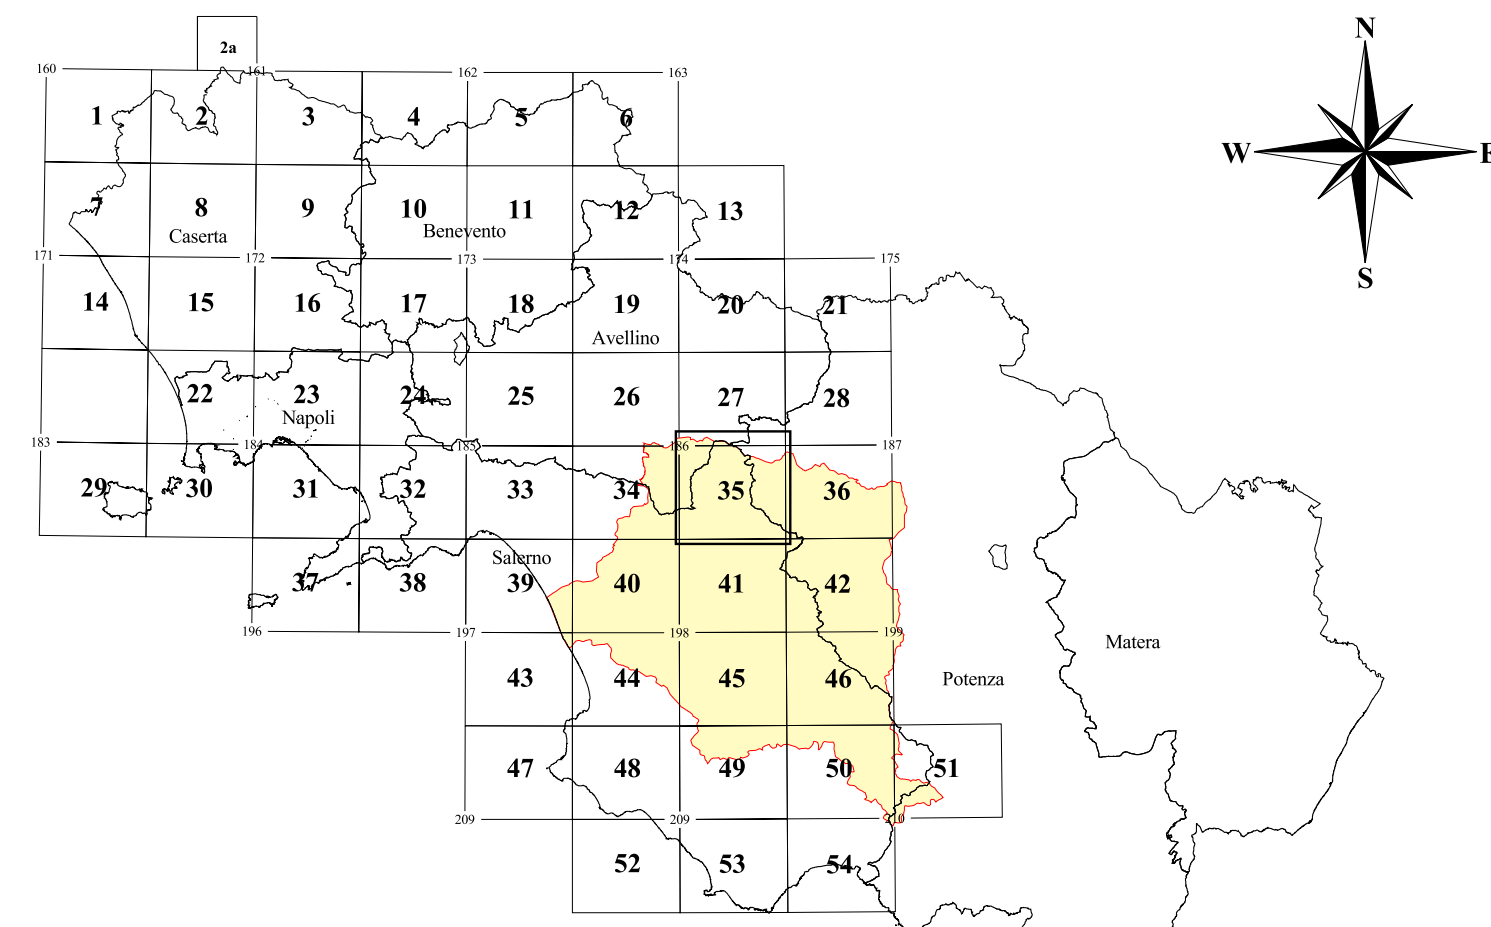 N
2a
160 161 162 163
1 2 3 4 5 6
W E
7 8 9 10 11 12 13
Caserta Benevento
171 172 173 174 175
S
14 15 16 17 18 19 20 21
Avellino
22 23 24 25 26 27 28
Napoli
183 184 185 186 187
29 30 31 32 33 34 35 36
Salerno
37 38 39 40 41 42
196 197 198 199
Matera
43 44 45 46 Potenza
47 48 49 50 51
209 209 210
52 53 54